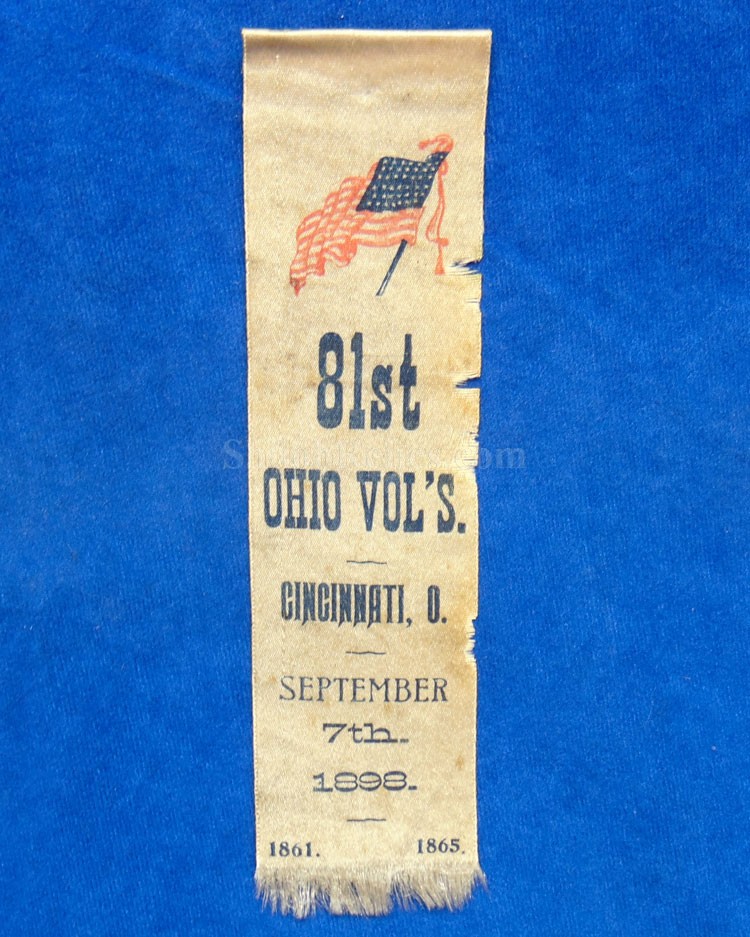 81st
OHIO VOL'S.
CINCINNATI, O.
SEPTEMBER
7th.
1898.
1861. 1865.